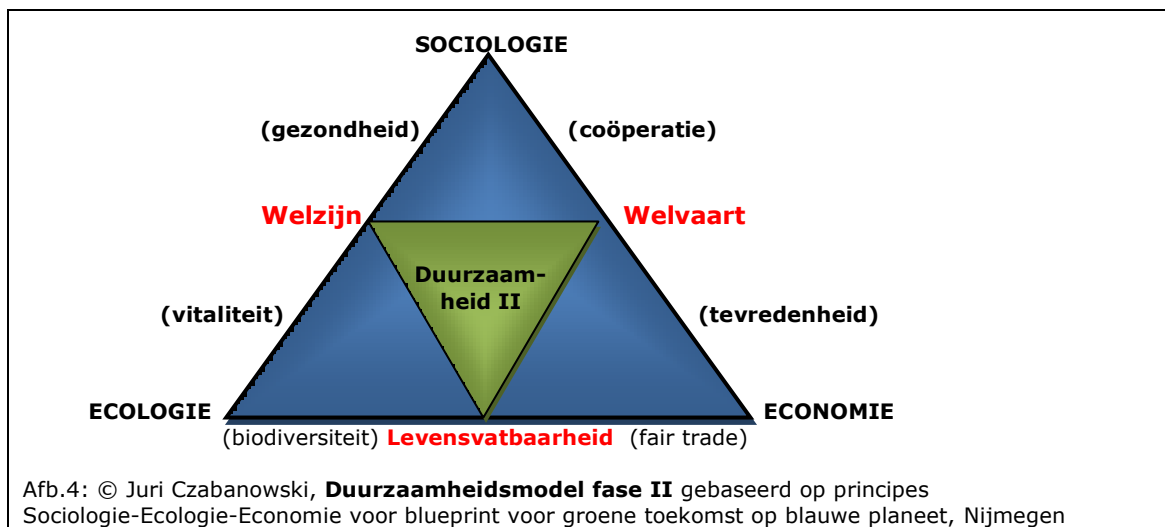 SOCIOLOGIE
(gezondheid) (coöperatie)
Welzijn Welvaart
Duurzaam-
heid II
(vitaliteit) (tevredenheid)
ECOLOGIE ECONOMIE
(biodiversiteit) Levensvatbaarheid (fair trade)
Afb.4: © Juri Czabanowski, Duurzaamheidsmodel fase II gebaseerd op principes
Sociologie-Ecologie-Economie voor blueprint voor groene toekomst op blauwe planeet, Nijmegen